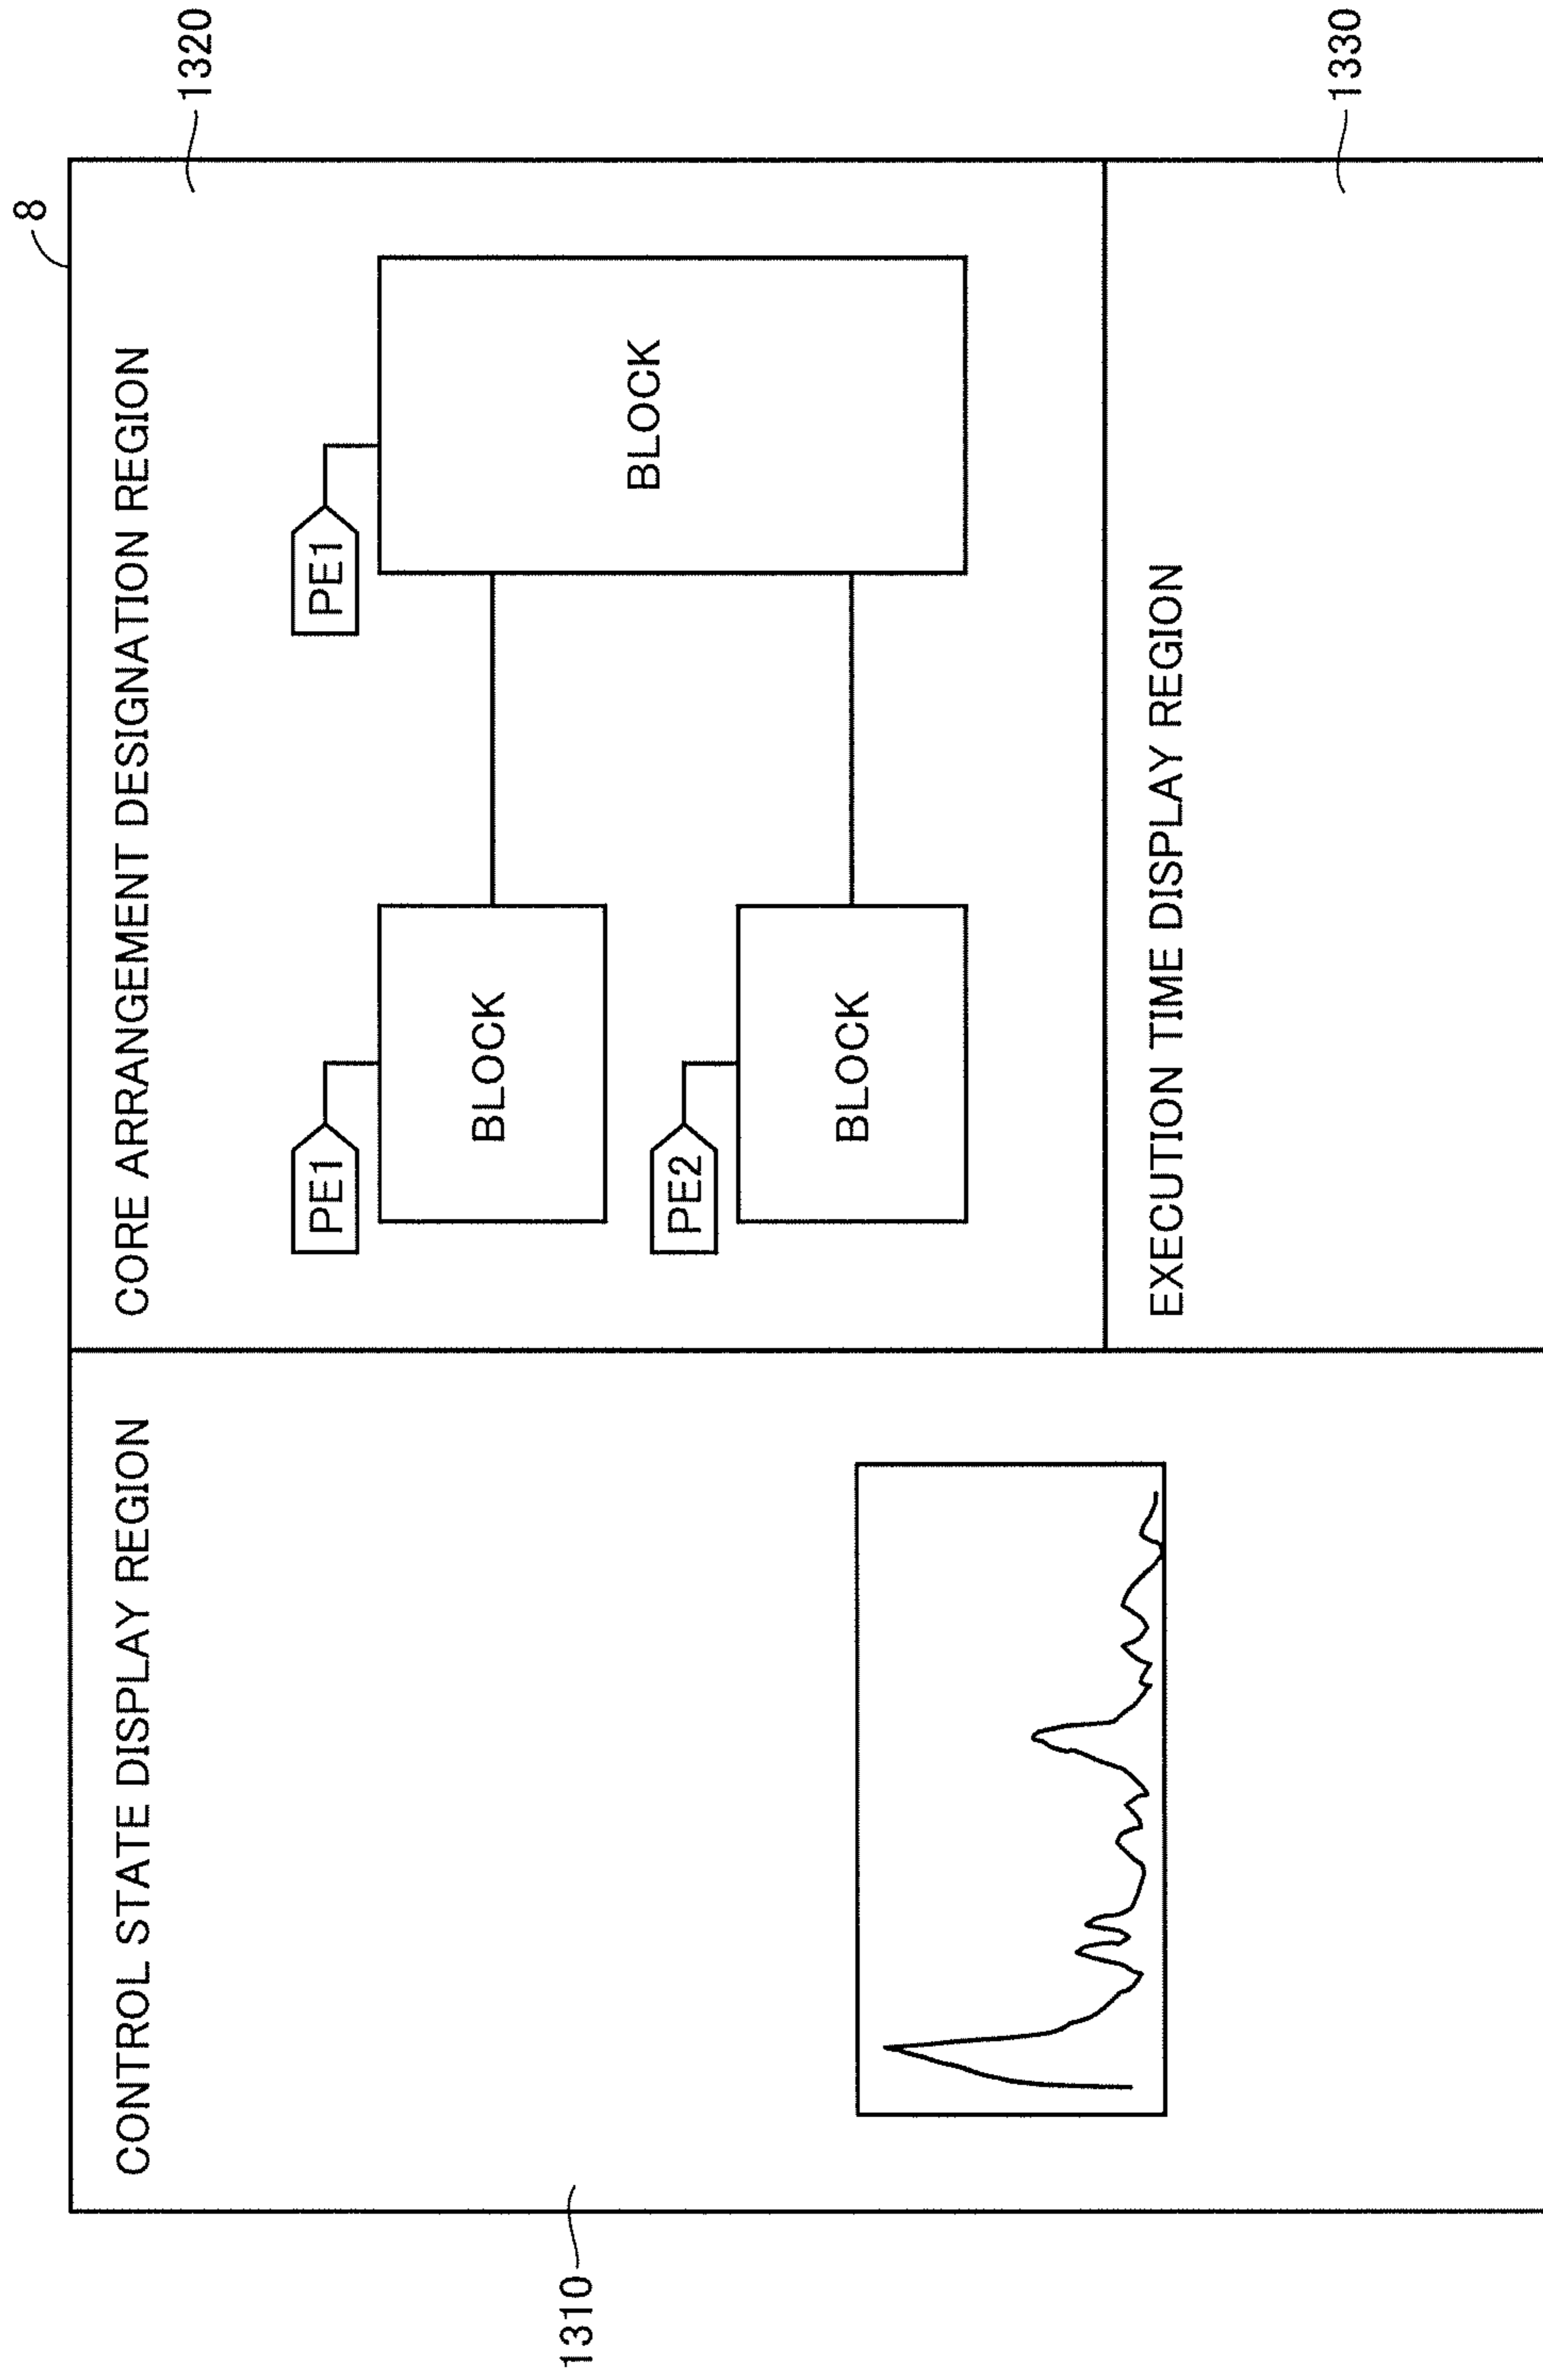 8
CONTROL STATE DISPLAY REGION
1310
CORE ARRANGEMENT DESIGNATION REGION
1320
PE1
BLOCK
PE1
BLOCK
PE2
BLOCK
EXECUTION TIME DISPLAY REGION
1330